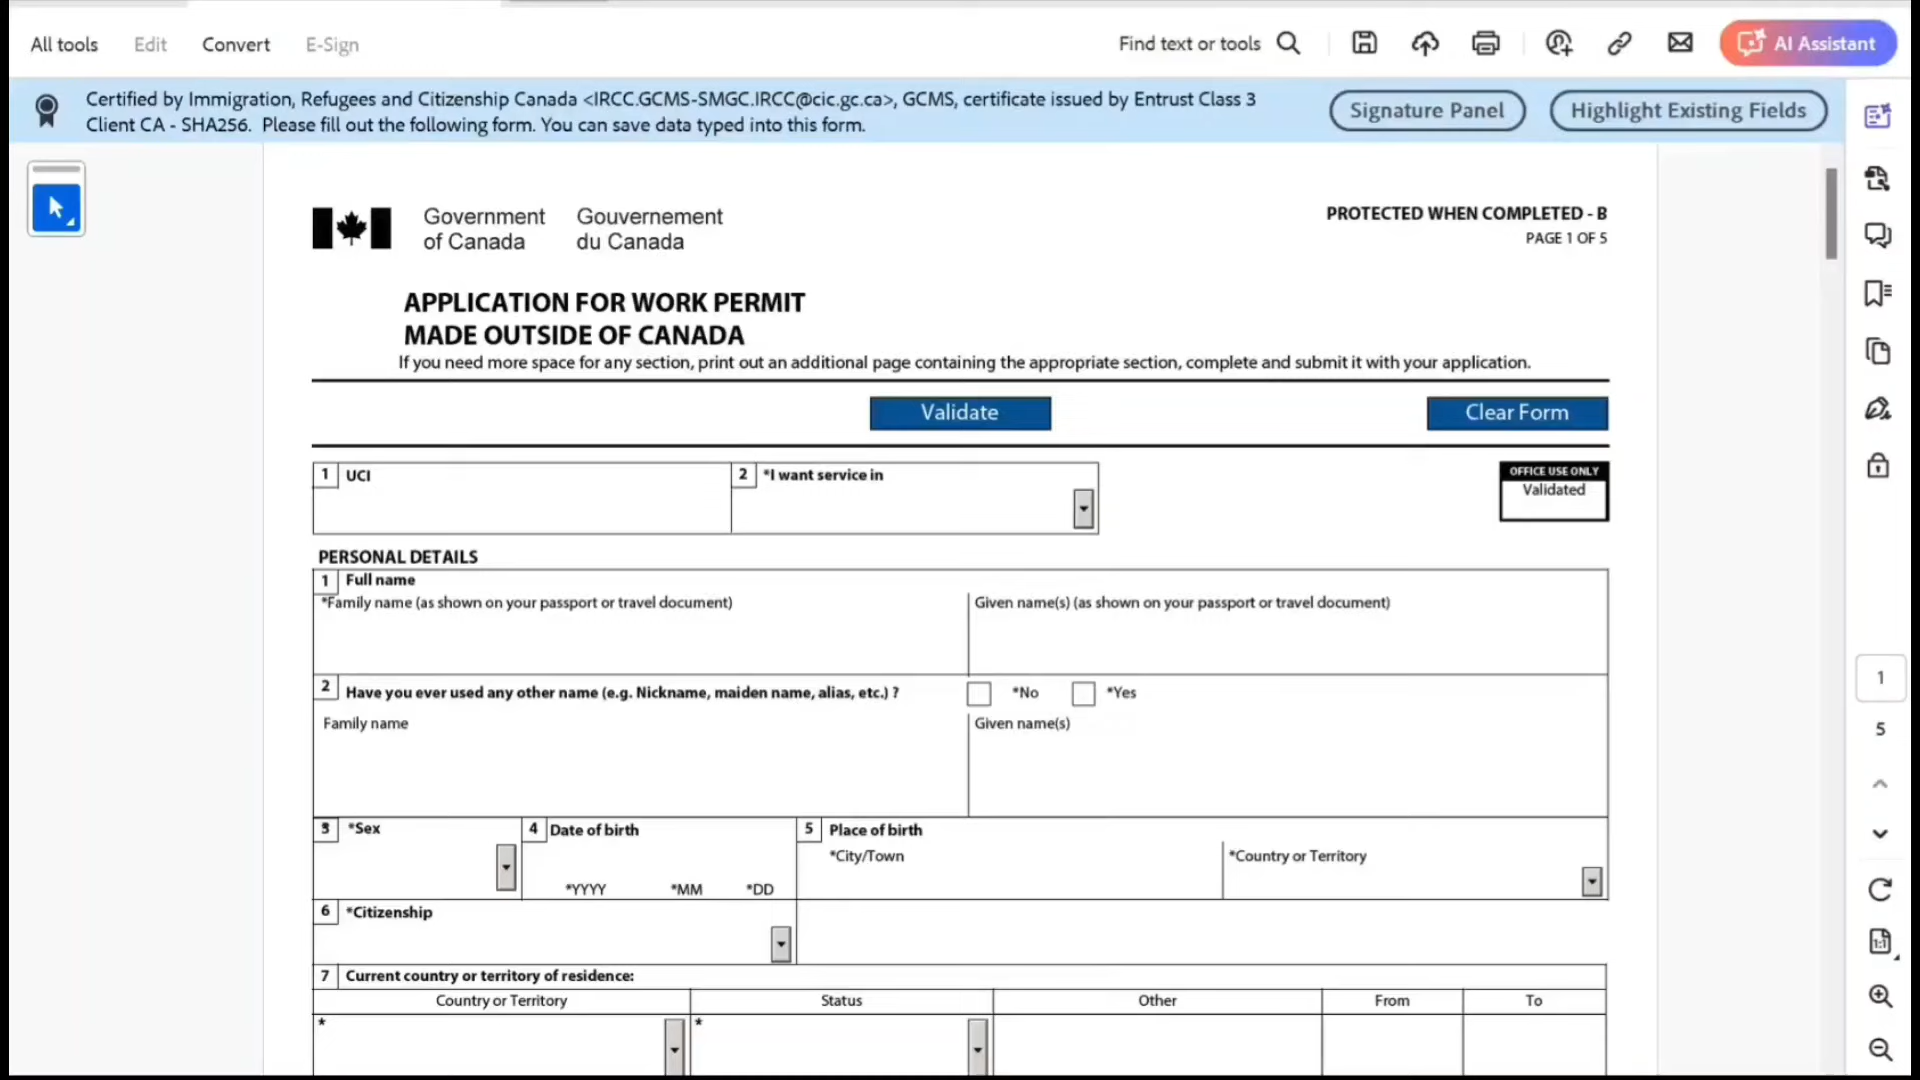 All tools Edit Convert E-Sign Find text or tools AI Assistant
Certified by Immigration, Refugees and Citizenship Canada <IRCC.GCMS-SMGC.IRCC@cic.gc.ca>, GCMS, certificate issued by Entrust Class 3
Client CA - SHA256. Please fill out the following form. You can save data typed into this form.
Signature Panel Highlight Existing Fields
Government Gouvernement
of Canada du Canada
PROTECTED WHEN COMPLETED - B
PAGE 1 OF 5
APPLICATION FOR WORK PERMIT
MADE OUTSIDE OF CANADA
If you need more space for any section, print out an additional page containing the appropriate section, complete and submit it with your application.
Validate Clear Form
1 UCI 2 *I want service in
OFFICE USE ONLY
Validated
PERSONAL DETAILS
1 Full name
*Family name (as shown on your passport or travel document) Given name(s) (as shown on your passport or travel document)
2 Have you ever used any other name (e.g. Nickname, maiden name, alias, etc.) ? *No *Yes
Family name Given name(s)
3 *Sex 4 Date of birth 5 Place of birth
*City/Town *Country or Territory
*YYYY *MM *DD
6 *Citizenship
7 Current country or territory of residence:
Country or Territory Status Other From To
* *
1
5
1:1